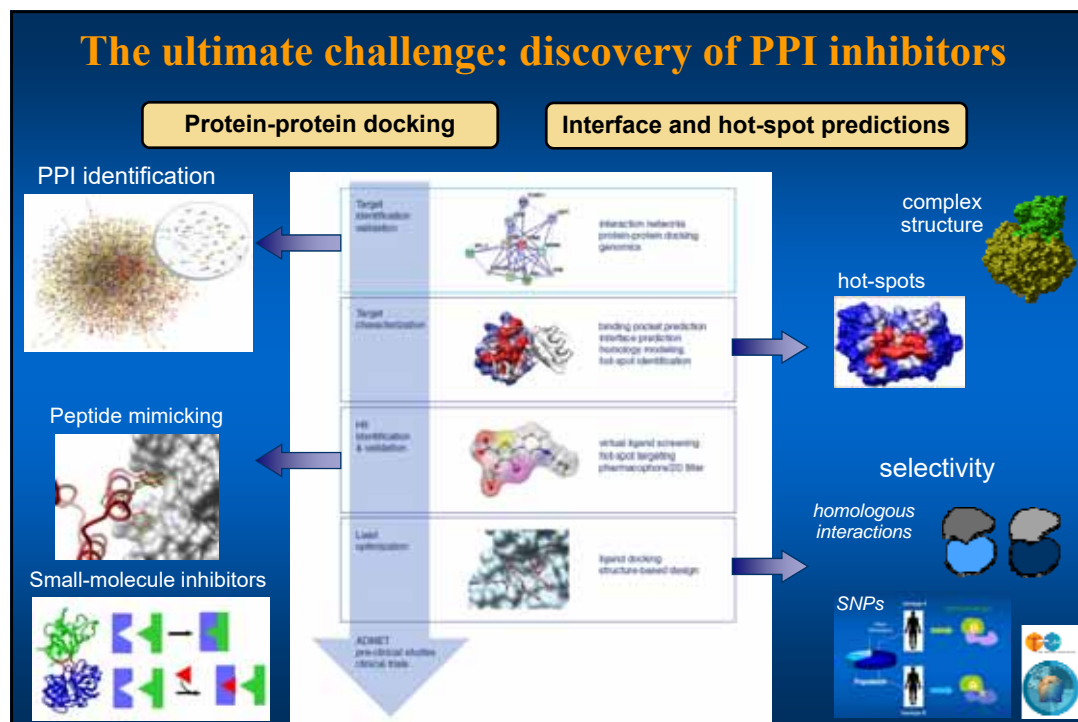 The ultimate challenge: discovery of PPI inhibitors
Protein-protein docking
Interface and hot-spot predictions
PPI identification
complex
structure
hot-spots
Peptide mimicking
Small-molecule inhibitors
selectivity
homologous
interactions
SNPs
Target
identification
validation
interaction networks
protein-protein docking
genomics
Target
characterization
binding pocket prediction
interface prediction
homology modeling
hot-spot identification
Hit
identification
& validation
virtual ligand screening
hot-spot targeting
pharmacophore/2D filter
Lead
optimization
ligand docking
structure-based design
ADMET
pre-clinical studies
clinical trials